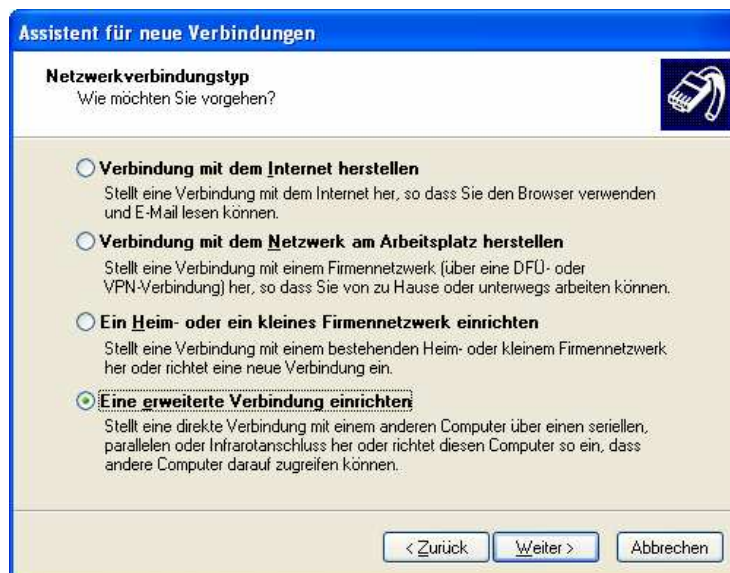 Assistent für neue Verbindungen
Netzwerkverbindungstyp
Wie möchten Sie vorgehen?
Verbindung mit dem Internet herstellen
Stellt eine Verbindung mit dem Internet her, so dass Sie den Browser verwenden
und E-Mail lesen können.
Verbindung mit dem Netzwerk am Arbeitsplatz herstellen
Stellt eine Verbindung mit einem Firmennetzwerk (über eine DFÜ- oder
VPN-Verbindung) her, so dass Sie von zu Hause oder unterwegs arbeiten können.
Ein Heim- oder ein kleines Firmennetzwerk einrichten
Stellt eine Verbindung mit einem bestehenden Heim- oder kleinem Firmennetzwerk
her oder richtet eine neue Verbindung ein.
Eine erweiterte Verbindung einrichten
Stellt eine direkte Verbindung mit einem anderen Computer über einen seriellen,
parallelen oder Infrarotanschluss her oder richtet diesen Computer so ein, dass
andere Computer darauf zugreifen können.
< Zurück Weiter > Abbrechen